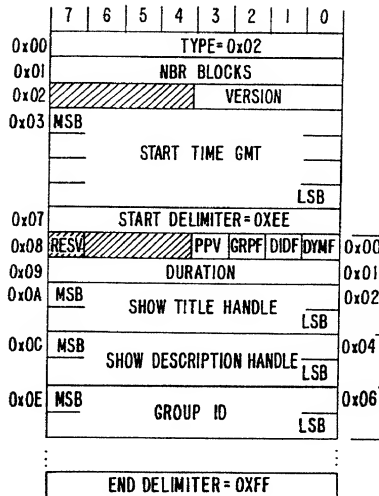 7 6 5 4 3 2 1 0
0x00 TYPE=0x02
0x01 NBR BLOCKS
0x02 VERSION
0x03 MSB
START TIME GMT
LSB
0x07 START DELIMITER=0XEE
0x08 RESV PPV GRPF DIDF DYMF 0x00
0x09 DURATION 0x01
0x0A MSB 0x02
SHOW TITLE HANDLE
LSB
0x0C MSB 0x04
SHOW DESCRIPTION HANDLE
LSB
0x0E MSB 0x06
GROUP ID
LSB
END DELIMITER=0XFF